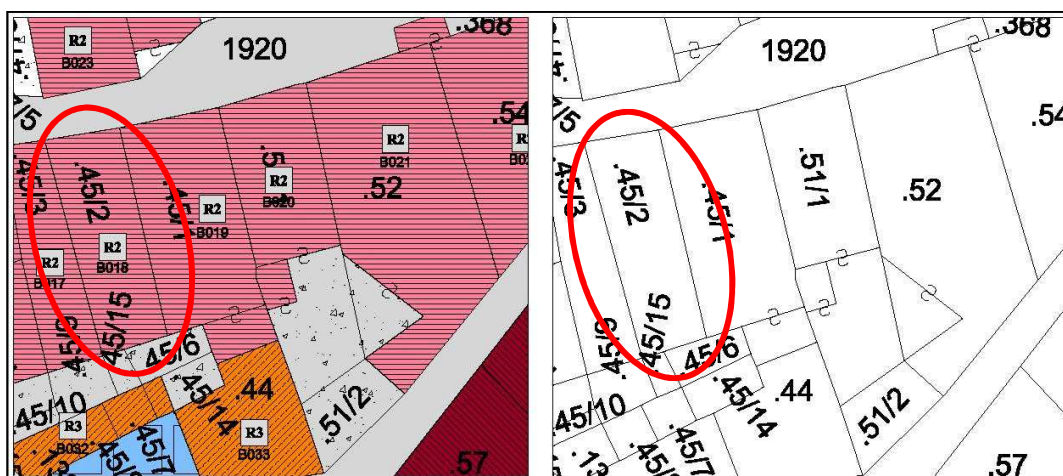 R2
B023
1920
.368
1/5
.54
R2
B021
.45/3
.45/2
.45/1
R2
B020
.52
R2
B019
R2
B017
R2
B018
.45/15
.45/6
.44
.45/10
.45/14
.51/2
R3
B032
.45/7
R3
B033
.57
1920
.368
1/5
.54
.45/3
.45/2
.45/1
.51/1
.52
.45/15
.45/6
.44
.45/10
.45/14
.51/2
.45/7
.57